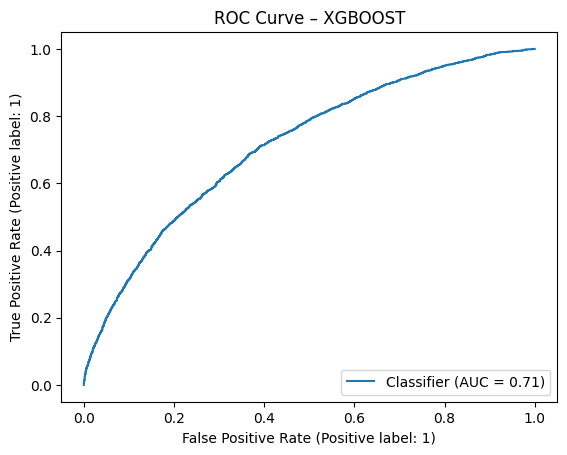 ROC Curve – XGBOOST
1.0
0.8
0.6
0.4
0.2
0.0
True Positive Rate (Positive label: 1)
Classifier (AUC = 0.71)
0.0 0.2 0.4 0.6 0.8 1.0
False Positive Rate (Positive label: 1)